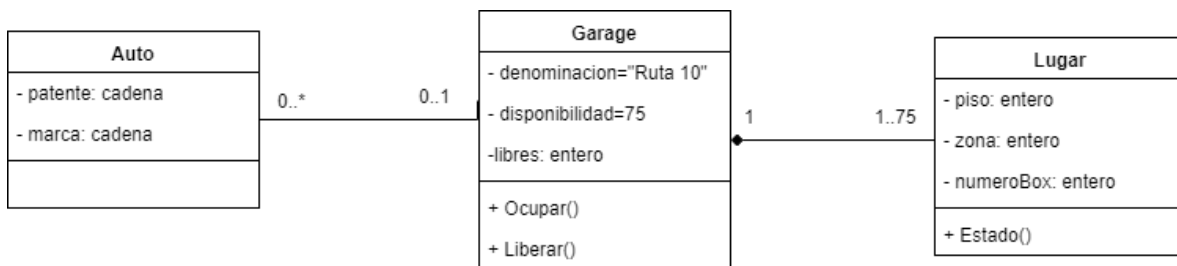 Auto
- patente: cadena
- marca: cadena
0..*
0..1
Garage
- denominacion="Ruta 10"
- disponibilidad=75
-libres: entero
+ Ocupar()
+ Liberar()
1
1..75
Lugar
- piso: entero
- zona: entero
- numeroBox: entero
+ Estado()